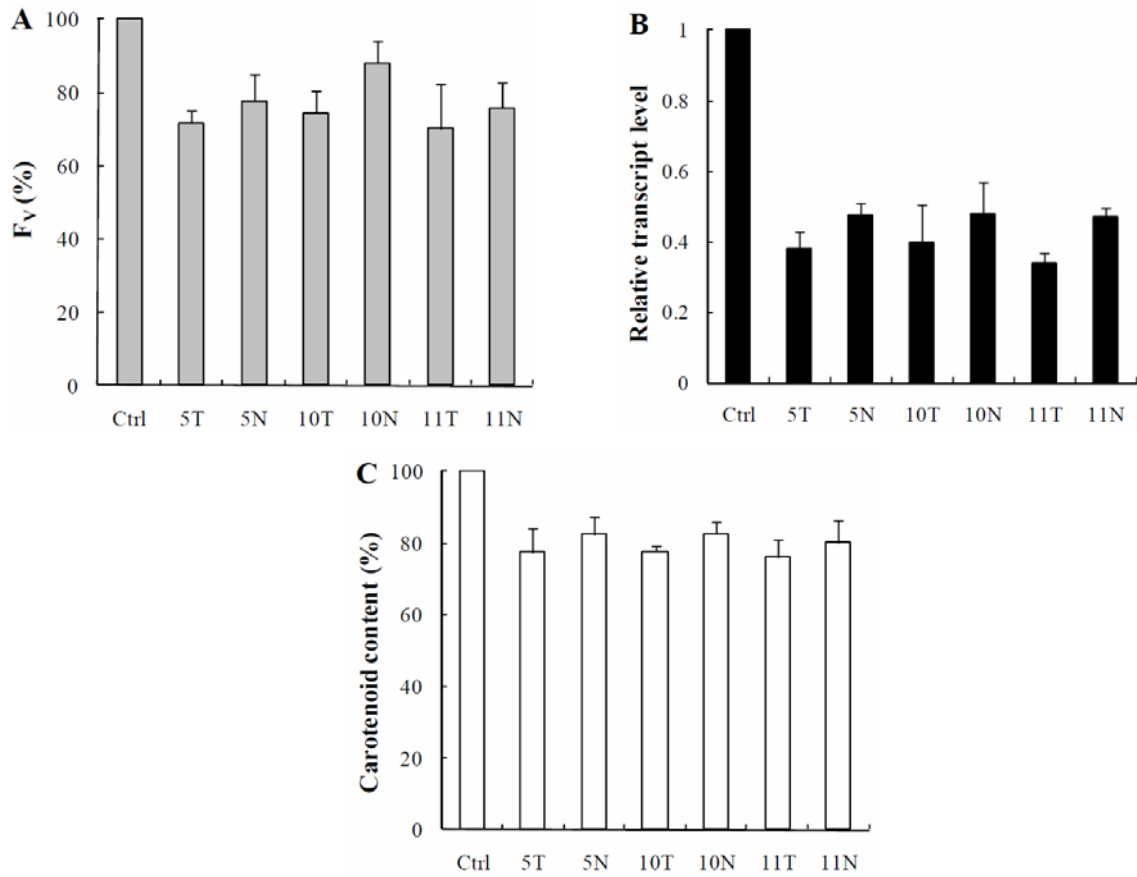 A
F_V (%)
100
80
60
40
20
0
Ctrl 5T 5N 10T 10N 11T 11N
B
Relative transcript level
1
0.8
0.6
0.4
0.2
0
Ctrl 5T 5N 10T 10N 11T 11N
C
Carotenoid content (%)
100
80
60
40
20
0
Ctrl 5T 5N 10T 10N 11T 11N